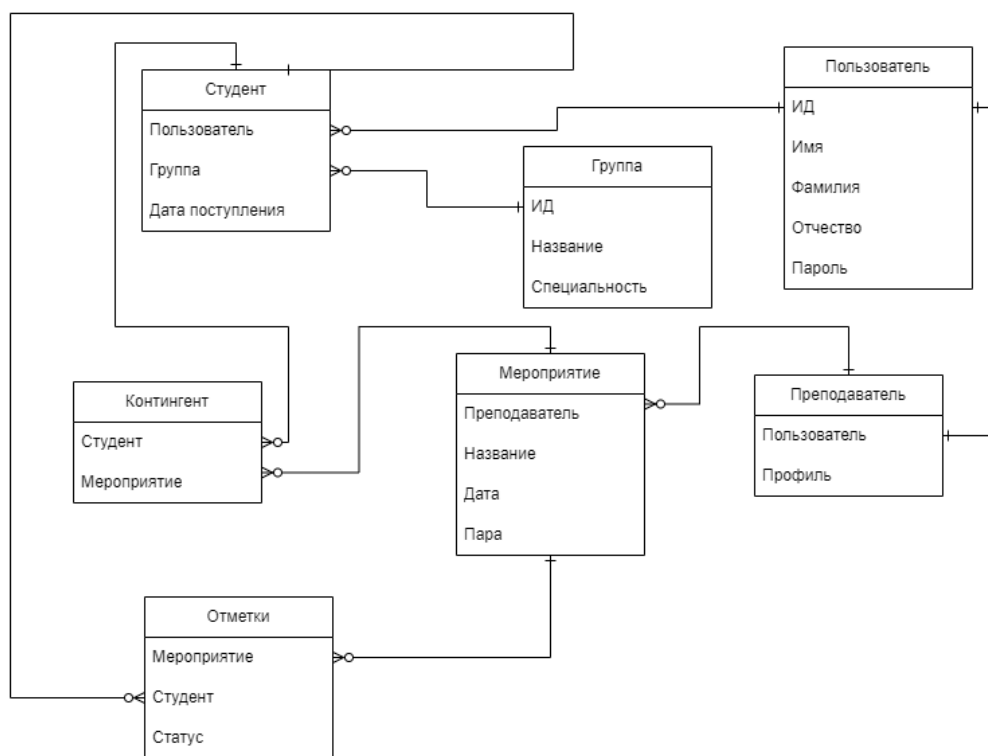 Студент
Пользователь
Группа
Дата поступления
Пользователь
ИД
Имя
Фамилия
Отчество
Пароль
Группа
ИД
Название
Специальность
Контингент
Студент
Мероприятие
Мероприятие
Преподаватель
Название
Дата
Пара
Преподаватель
Пользователь
Профиль
Отметки
Мероприятие
Студент
Статус